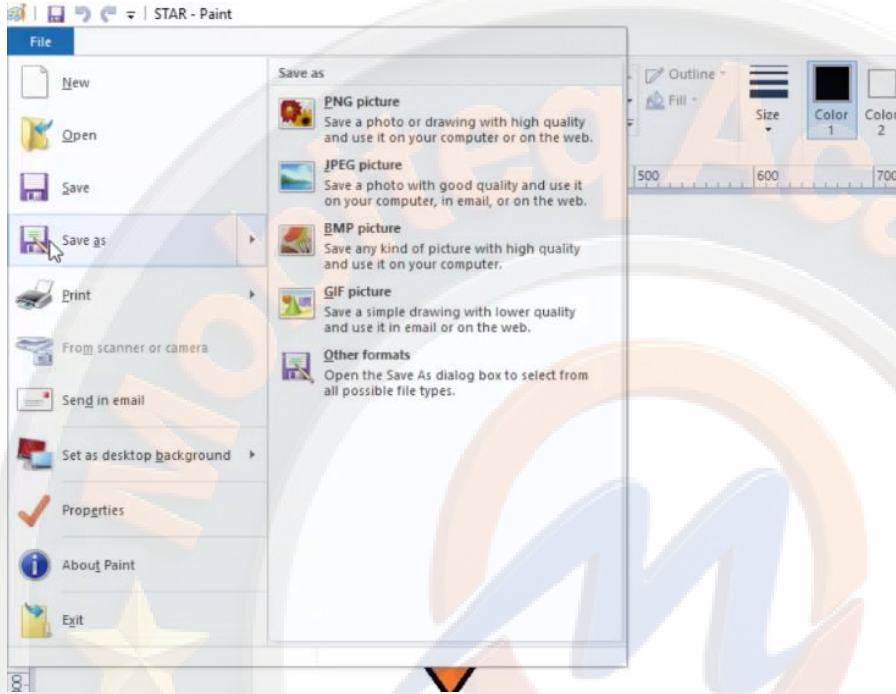 STAR - Paint
File
New
Open
Save
Save as
Print
From scanner or camera
Send in email
Set as desktop background
Properties
About Paint
Exit
Save as
PNG picture
Save a photo or drawing with high quality
and use it on your computer or on the web.
JPEG picture
Save a photo with good quality and use it
on your computer, in email, or on the web.
BMP picture
Save any kind of picture with high quality
and use it on your computer.
GIF picture
Save a simple drawing with lower quality
and use it in email or on the web.
Other formats
Open the Save As dialog box to select from
all possible file types.
Outline
Fill
Size
Color
1
Color
2
500
600
700
Mobiteq Aca